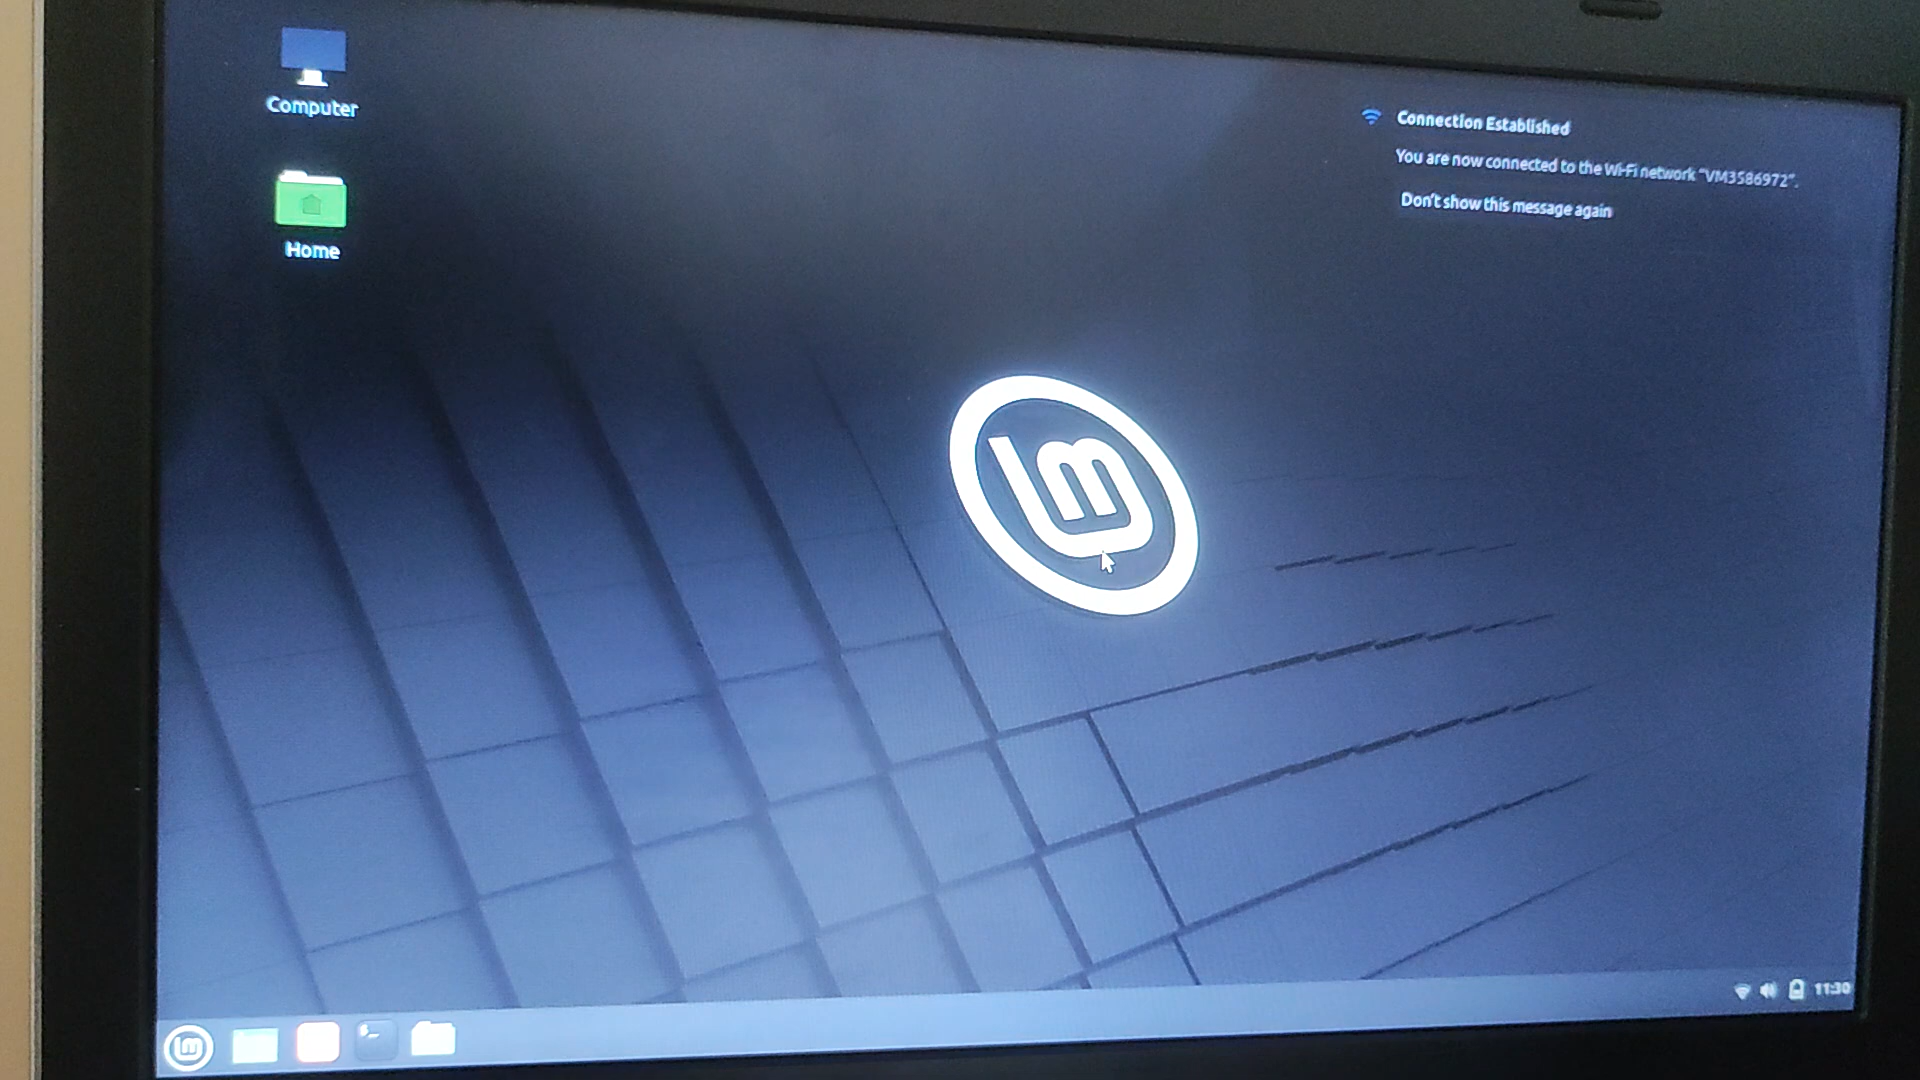 Computer
Home
Connection Established
You are now connected to the Wi-Fi network "VM3586972".
Don't show this message again
11:30